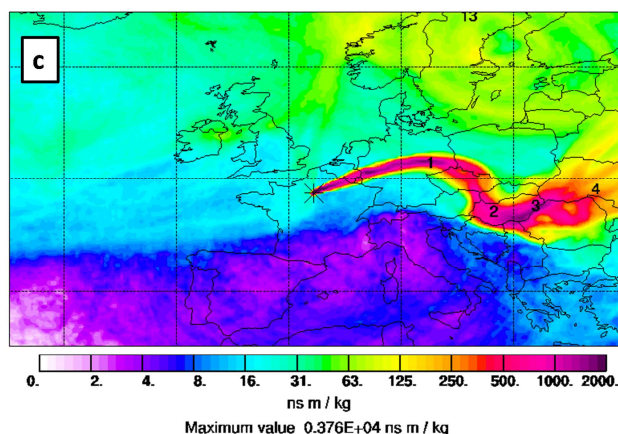 13
c
1
4
2
3
0. 2. 4. 8. 16. 31. 63. 125. 250. 500. 1000. 2000.
ns m / kg
Maximum value 0.376E+04 ns m / kg